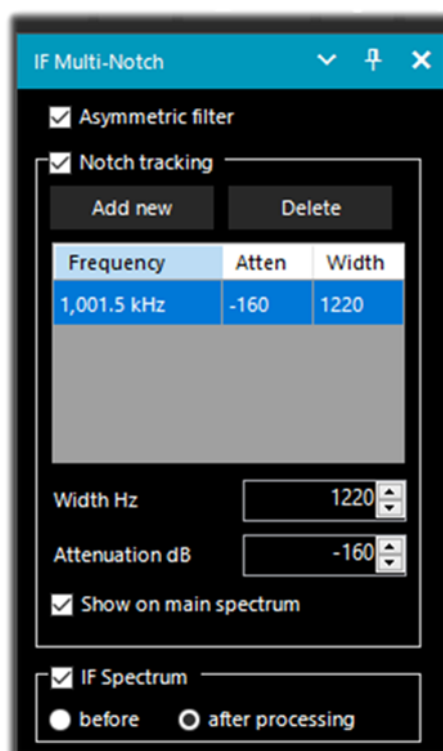 IF Multi-Notch
Asymmetric filter
Notch tracking
Add new Delete
Frequency Atten Width
1,001.5 kHz -160 1220
Width Hz 1220
Attenuation dB -160
Show on main spectrum
IF Spectrum
before after processing